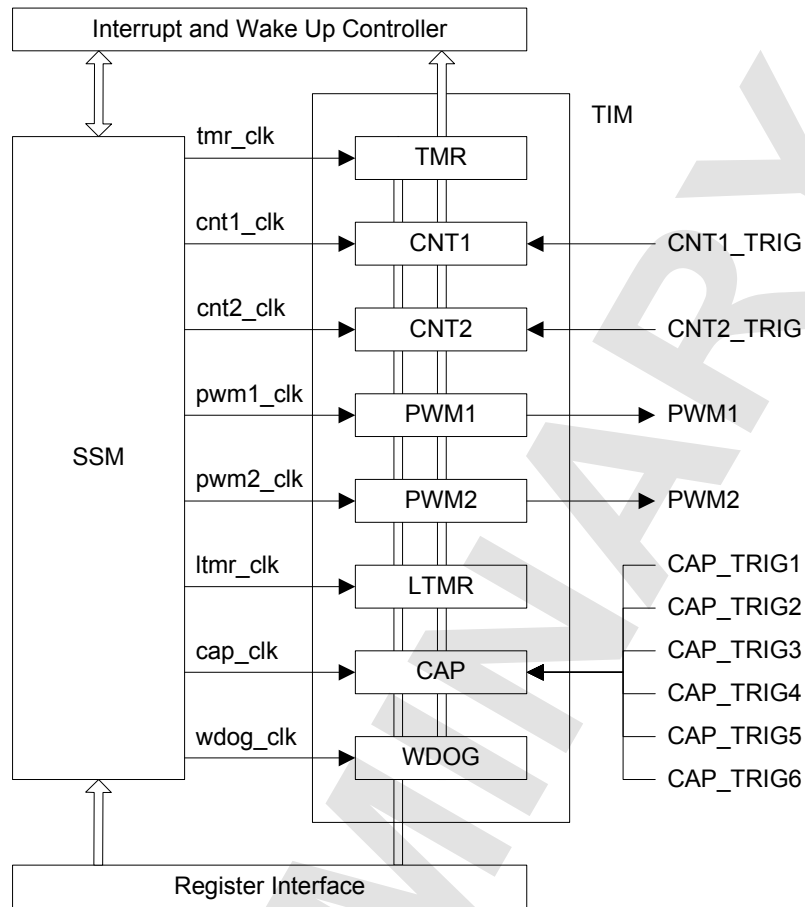 Interrupt and Wake Up Controller
TIM
tmr_clk
TMR
cnt1_clk
CNT1
CNT1_TRIG
cnt2_clk
CNT2
CNT2_TRIG
pwm1_clk
PWM1
PWM1
SSM
pwm2_clk
PWM2
PWM2
ltmr_clk
LTMR
CAP_TRIG1
CAP_TRIG2
cap_clk
CAP
CAP_TRIG3
CAP_TRIG4
wdog_clk
WDOG
CAP_TRIG5
CAP_TRIG6
Register Interface
MINARY